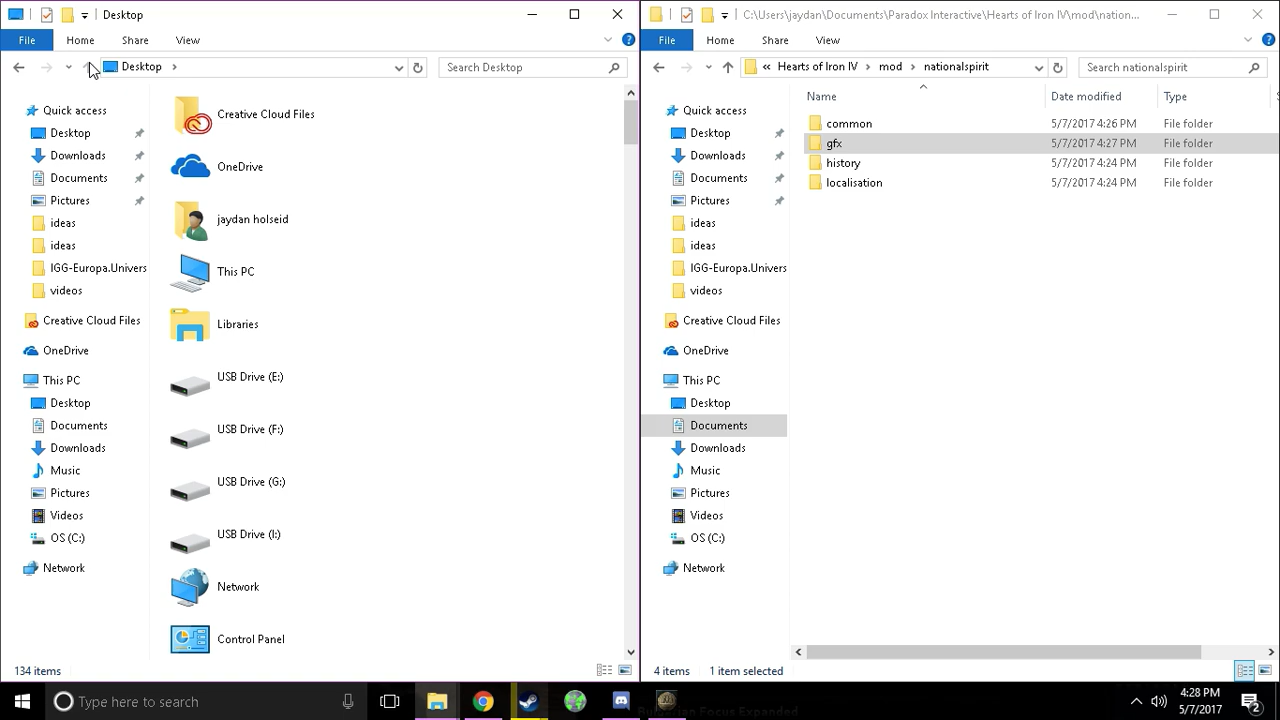 Desktop
File
Home
Share
View
Desktop
Search Desktop
Quick access
Desktop
Downloads
Documents
Pictures
ideas
ideas
IGG-Europa.Univers
videos
Creative Cloud Files
OneDrive
This PC
Desktop
Documents
Downloads
Music
Pictures
Videos
OS (C:)
Network
Creative Cloud Files
OneDrive
jaydan holseid
This PC
Libraries
USB Drive (E:)
USB Drive (F:)
USB Drive (G:)
USB Drive (I:)
Network
Control Panel
134 items
C:\Users\jaydan\Documents\Paradox Interactive\Hearts of Iron IV\mod\nation...
File
Home
Share
View
« Hearts of Iron IV
mod
nationalspirit
Search nationalspirit
Quick access
Desktop
Downloads
Documents
Pictures
ideas
ideas
IGG-Europa.Univers
videos
Creative Cloud Files
OneDrive
This PC
Desktop
Documents
Downloads
Music
Pictures
Videos
OS (C:)
Network
Name Date modified Type
common 5/7/2017 4:26 PM File folder
gfx 5/7/2017 4:27 PM File folder
history 5/7/2017 4:24 PM File folder
localisation 5/7/2017 4:24 PM File folder
4 items 1 item selected
Type here to search
Focus Expanded
4:28 PM
5/7/2017
2